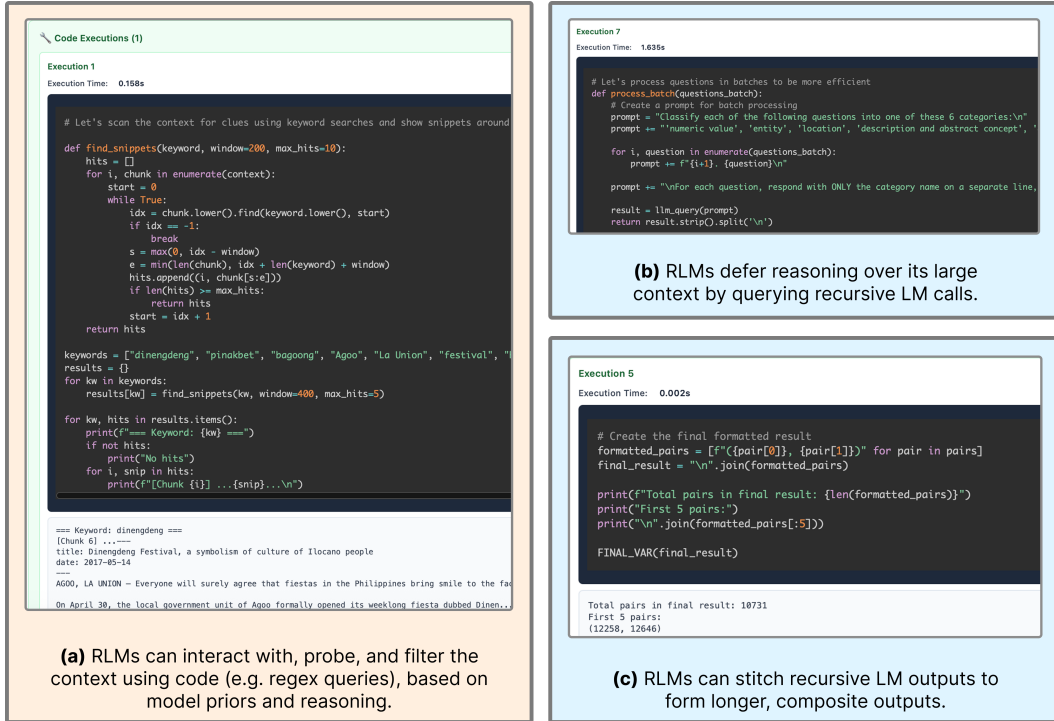 🔧 Code Executions (1)
Execution 1
Execution Time: 0.158s
# Let's scan the context for clues using keyword searches and show snippets around
def find_snippets(keyword, window=200, max_hits=10):
    hits = []
    for i, chunk in enumerate(context):
        start = 0
        while True:
            idx = chunk.lower().find(keyword.lower(), start)
            if idx == -1:
                break
            s = max(0, idx - window)
            e = min(len(chunk), idx + len(keyword) + window)
            hits.append((i, chunk[s:e]))
            if len(hits) >= max_hits:
                return hits
            start = idx + 1
    return hits
keywords = ["dinengdeng", "pinakbet", "bagoong", "Agoo", "La Union", "festival", "
results = {}
for kw in keywords:
    results[kw] = find_snippets(kw, window=400, max_hits=5)
for kw, hits in results.items():
    print(f"=== Keyword: {kw} ===")
    if not hits:
        print("No hits")
    for i, snip in hits:
        print(f"[Chunk {i}] ...{snip}...\n")
=== Keyword: dinengdeng ===
[Chunk 6] ...---
title: Dinengdeng Festival, a symbolism of culture of Ilocano people
date: 2017-05-14
---
AGOO, LA UNION – Everyone will surely agree that fiestas in the Philippines bring smile to the fac
On April 30, the local government unit of Agoo formally opened its weeklong fiesta dubbed Dinen...
(a) RLMs can interact with, probe, and filter the
context using code (e.g. regex queries), based on
model priors and reasoning.
Execution 7
Execution Time: 1.635s
# Let's process questions in batches to be more efficient
def process_batch(questions_batch):
    # Create a prompt for batch processing
    prompt = "Classify each of the following questions into one of these 6 categories:\n"
    prompt += "'numeric value', 'entity', 'location', 'description and abstract concept', '
    for i, question in enumerate(questions_batch):
        prompt += f"{i+1}. {question}\n"
    prompt += "\nFor each question, respond with ONLY the category name on a separate line,
    result = llm_query(prompt)
    return result.strip().split('\n')
(b) RLMs defer reasoning over its large
context by querying recursive LM calls.
Execution 5
Execution Time: 0.002s
# Create the final formatted result
formatted_pairs = [f"({pair[0]}, {pair[1]})" for pair in pairs]
final_result = "\n".join(formatted_pairs)
print(f"Total pairs in final result: {len(formatted_pairs)}")
print("First 5 pairs:")
print("\n".join(formatted_pairs[:5]))
FINAL_VAR(final_result)
Total pairs in final result: 10731
First 5 pairs:
(12258, 12646)
(c) RLMs can stitch recursive LM outputs to
form longer, composite outputs.